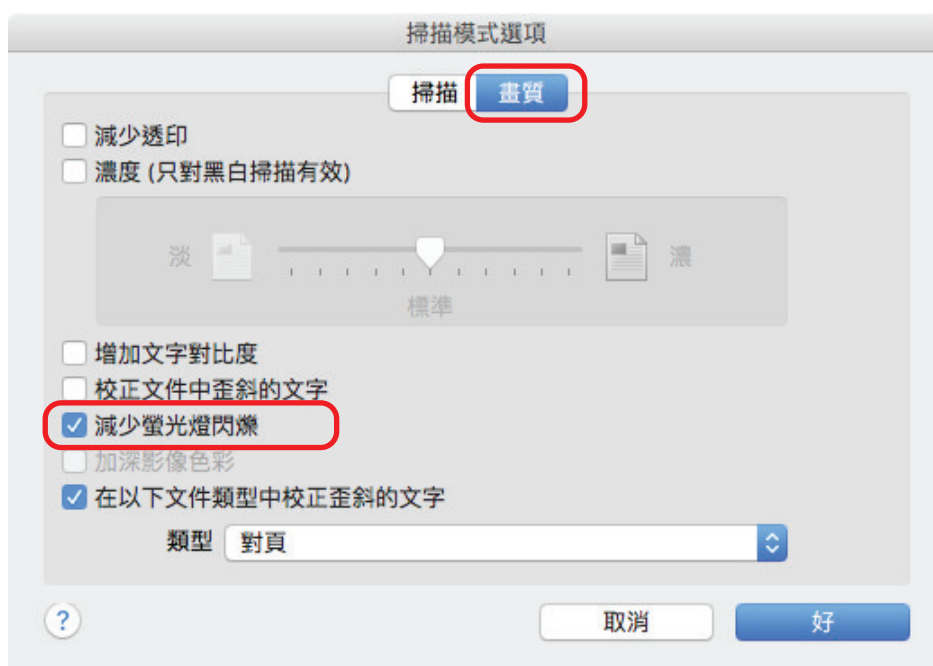 掃描模式選項
掃描 畫質
減少透印
濃度 (只對黑白掃描有效)
淡 濃
標準
增加文字對比度
校正文件中歪斜的文字
減少螢光燈閃爍
加深影像色彩
在以下文件類型中校正歪斜的文字
類型 對頁
? 取消 好